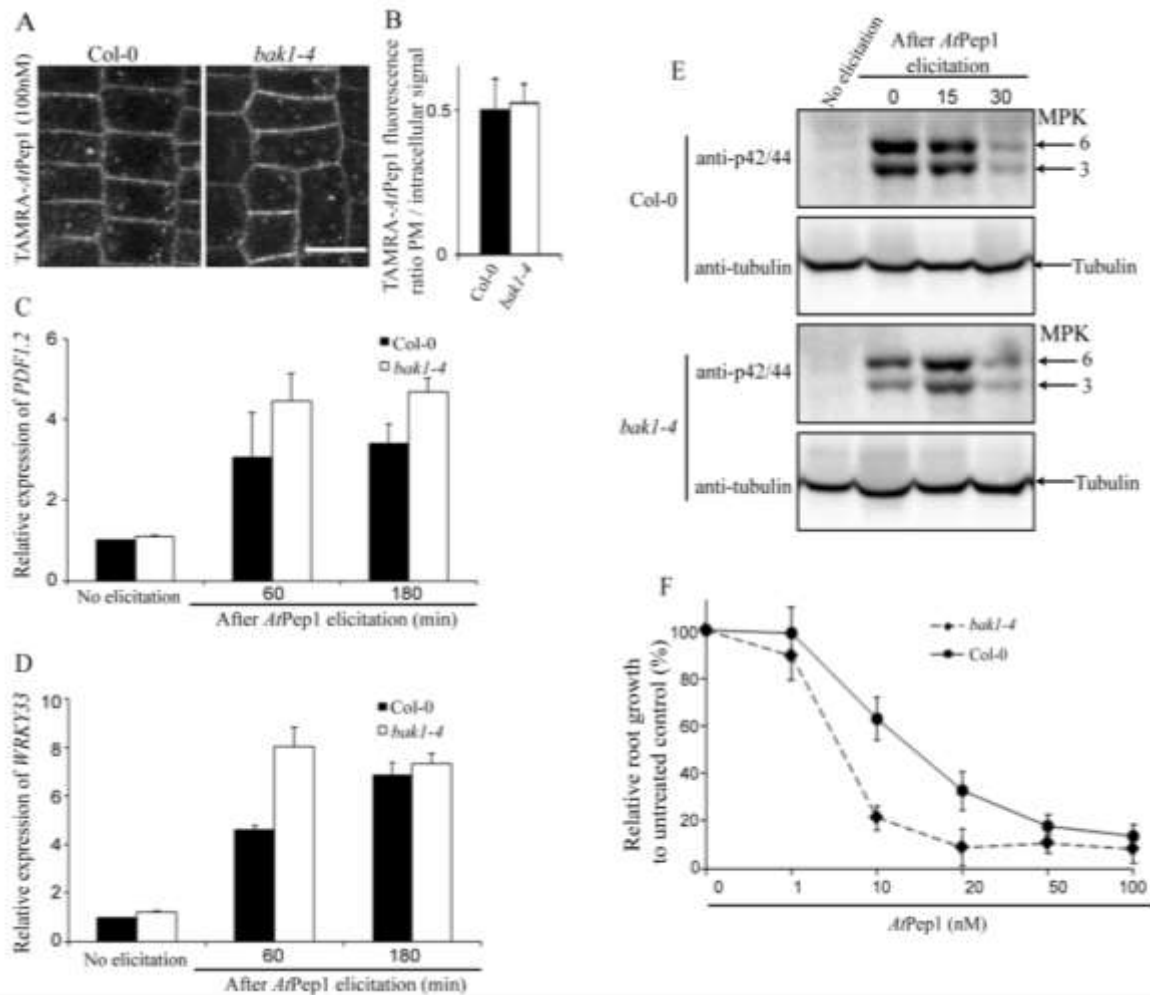 A
Col-0
bak1-4
TAMRA-AtPep1 (100nM)
B
TAMRA-AtPep1 fluorescence
ratio PM / intracellular signal
0.5
0
Col-0
bak1-4
C
Relative expression of PDF1.2
6
4
2
0
Col-0
bak1-4
No elicitation
60
180
After AtPep1 elicitation (min)
D
Relative expression of WRKY33
10
8
6
4
2
0
Col-0
bak1-4
No elicitation
60
180
After AtPep1 elicitation (min)
E
No elicitation
After AtPep1
elicitation
0
15
30
MPK
Col-0
anti-p42/44
6
3
anti-tubulin
Tubulin
MPK
bak1-4
anti-p42/44
6
3
anti-tubulin
Tubulin
F
Relative root growth
to untreated control (%)
100
80
60
40
20
0
bak1-4
Col-0
0
1
10
20
50
100
AtPep1 (nM)